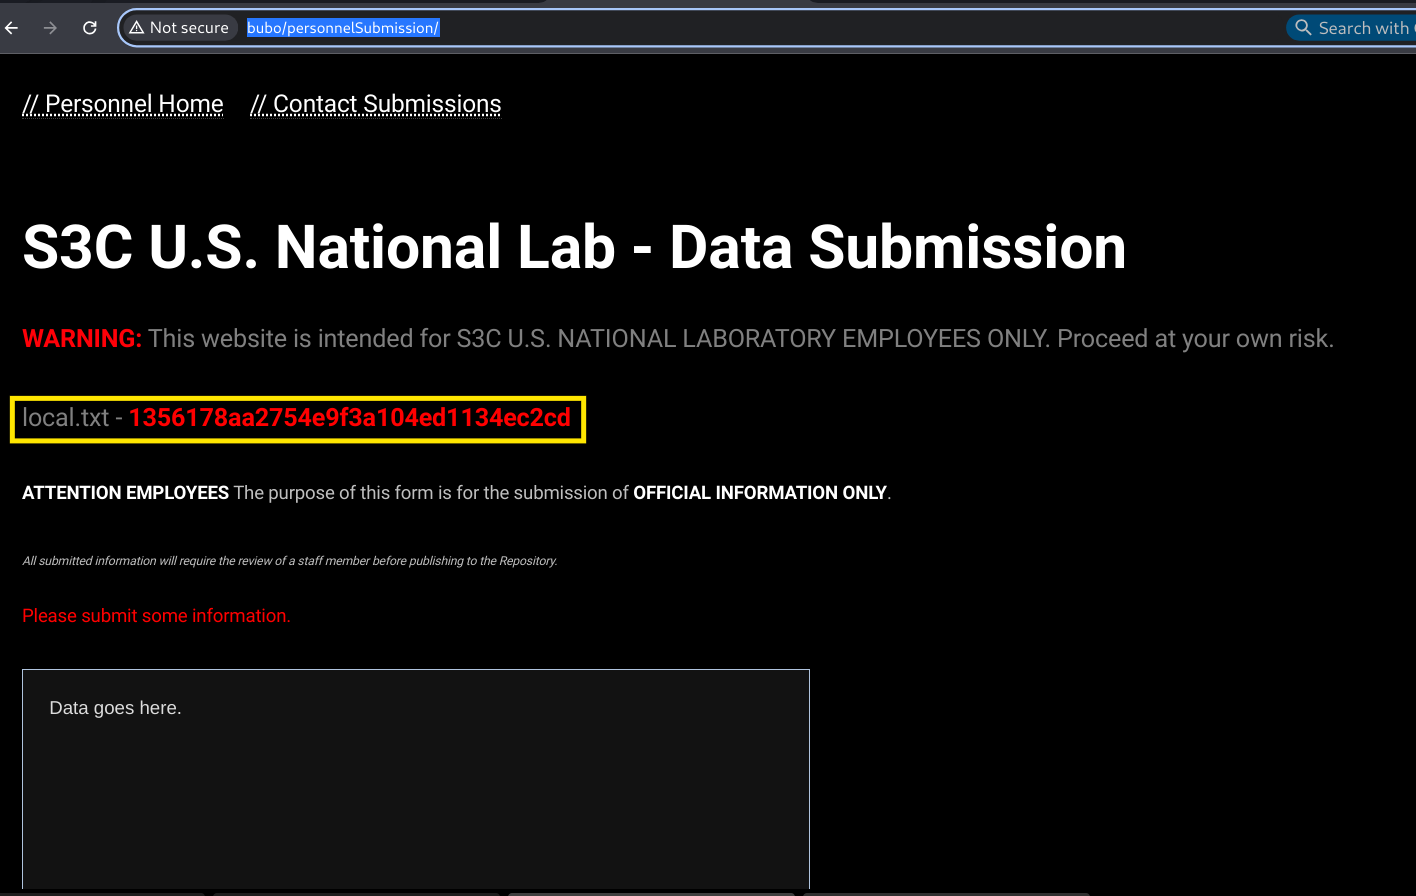 Not secure bubo/personnelSubmission/ Search with
// Personnel Home // Contact Submissions
S3C U.S. National Lab - Data Submission
WARNING: This website is intended for S3C U.S. NATIONAL LABORATORY EMPLOYEES ONLY. Proceed at your own risk.
local.txt - 1356178aa2754e9f3a104ed1134ec2cd
ATTENTION EMPLOYEES The purpose of this form is for the submission of OFFICIAL INFORMATION ONLY.
All submitted information will require the review of a staff member before publishing to the Repository.
Please submit some information.
Data goes here.